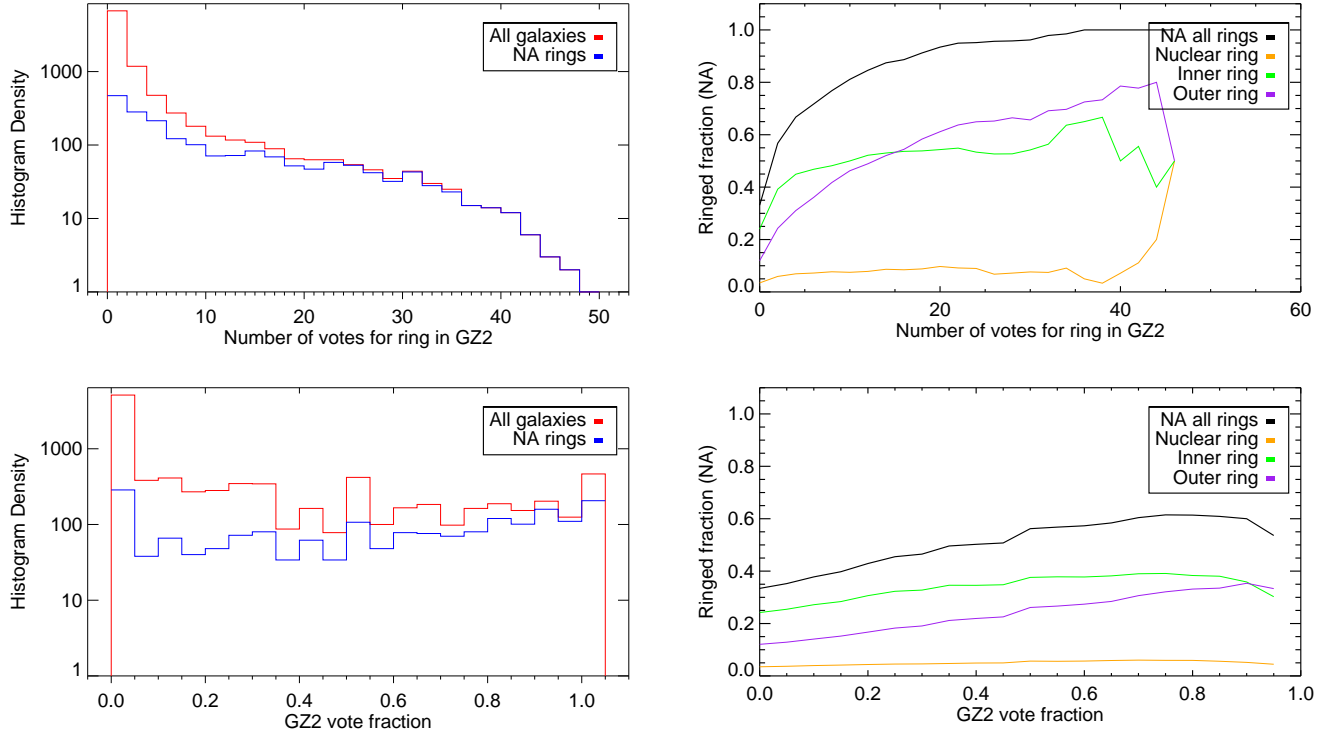 All galaxies
NA rings
Histogram Density
1000
100
10
1
0 10 20 30 40 50
Number of votes for ring in GZ2
NA all rings
Nuclear ring
Inner ring
Outer ring
Ringed fraction (NA)
1.0
0.8
0.6
0.4
0.2
0.0
0 20 40 60
Number of votes for ring in GZ2
All galaxies
NA rings
Histogram Density
1000
100
10
1
0.0 0.2 0.4 0.6 0.8 1.0
GZ2 vote fraction
NA all rings
Nuclear ring
Inner ring
Outer ring
Ringed fraction (NA)
1.0
0.8
0.6
0.4
0.2
0.0
0.0 0.2 0.4 0.6 0.8 1.0
GZ2 vote fraction